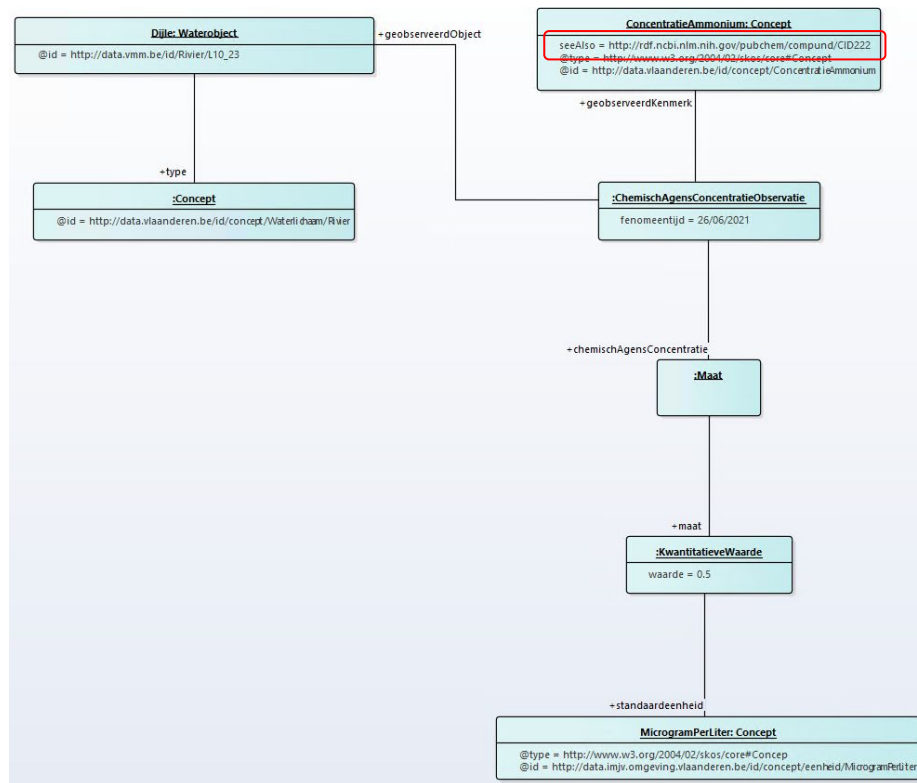 Dijle: Waterobject
@id = http://data.vmm.be/id/Rivier/L10_23
+geobserveerdObject
ConcentratieAmmonium: Concept
seeAlso = http://rdf.ncbi.nlm.nih.gov/pubchem/compund/CID222
@type = http://www.w3.org/2004/02/skos/core#Concept
@id = http://data.vlaanderen.be/id/concept/ConcentratieAmmonium
+geobserveerdKenmerk
+type
:Concept
@id = http://data.vlaanderen.be/id/concept/Waterlichaam/Rivier
:ChemischAgensConcentratieObservatie
fenomeentijd = 26/06/2021
+chemischAgensConcentratie
:Maat
+maat
:KwantitatieveWaarde
waarde = 0.5
+standaardeenheid
MicrogramPerLiter: Concept
@type = http://www.w3.org/2004/02/skos/core#Concep
@id = http://data.imjv.omgeving.vlaanderen.be/id/concept/eenheid/MicrogramPerLiter